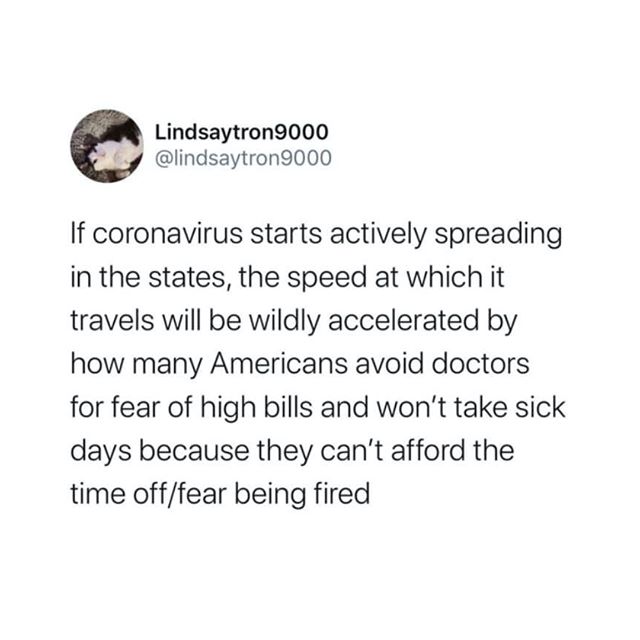 Lindsaytron9000
@lindsaytron9000
If coronavirus starts actively spreading
in the states, the speed at which it
travels will be wildly accelerated by
how many Americans avoid doctors
for fear of high bills and won’t take sick
days because they can’t afford the
time off/fear being fired